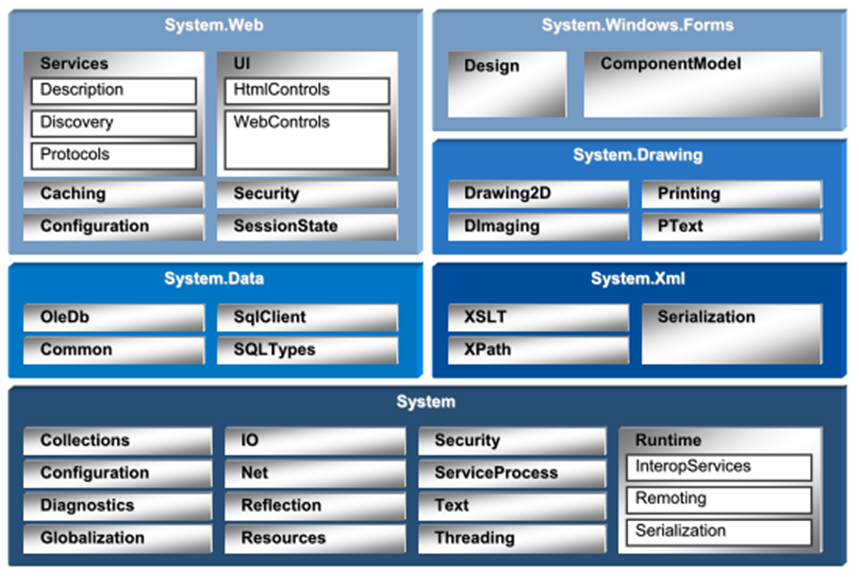 System.Web
Services
Description
Discovery
Protocols
UI
HtmlControls
WebControls
Caching
Security
Configuration
SessionState
System.Windows.Forms
Design
ComponentModel
System.Drawing
Drawing2D
Printing
DImaging
PText
System.Data
OleDb
SqlClient
Common
SQLTypes
System.Xml
XSLT
Serialization
XPath
System
Collections
Configuration
Diagnostics
Globalization
IO
Net
Reflection
Resources
Security
ServiceProcess
Text
Threading
Runtime
InteropServices
Remoting
Serialization